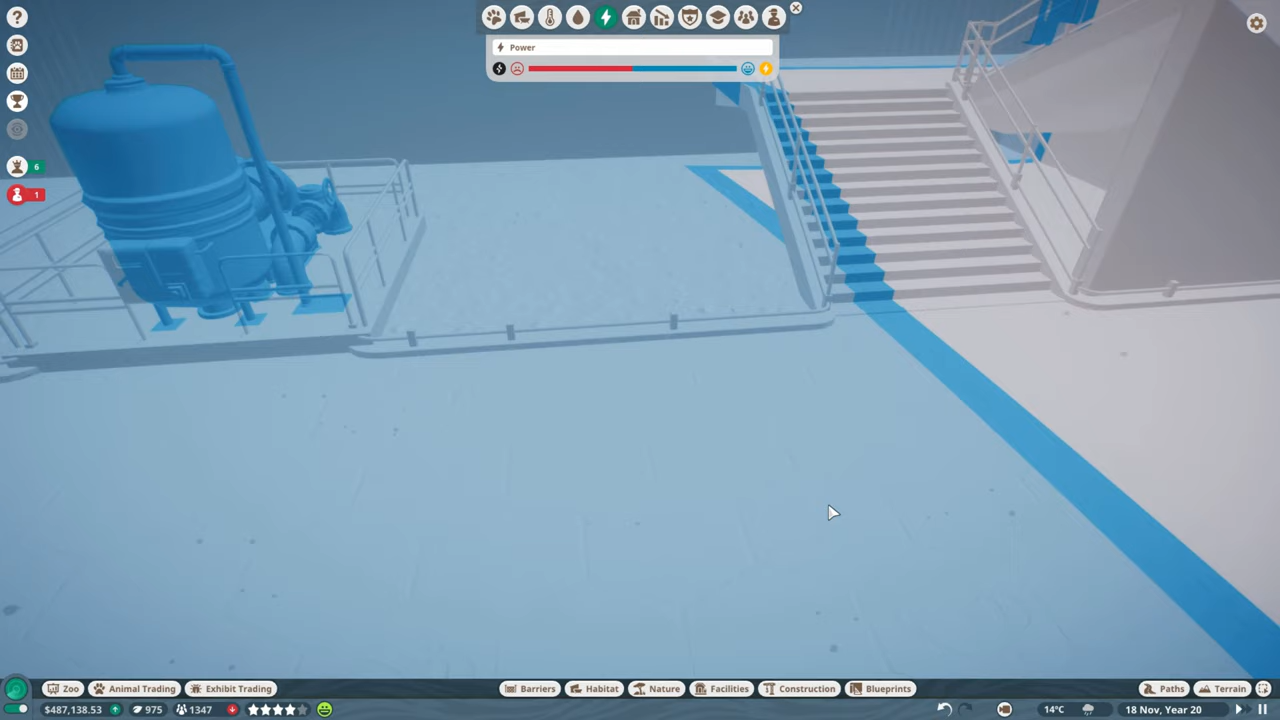 ?
Power
6
1
Zoo
Animal Trading
Exhibit Trading
Barriers
Habitat
Nature
Facilities
Construction
Blueprints
Paths
Terrain
$487,138.53
975
1347
14°C
18 Nov, Year 20